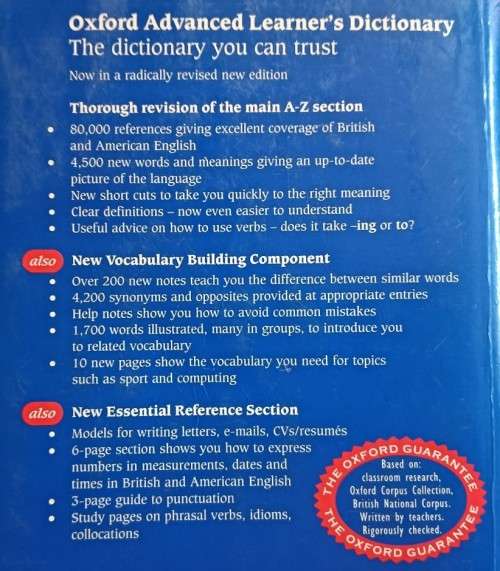 Oxford Advanced Learner's Dictionary
The dictionary you can trust
Now in a radically revised new edition
Thorough revision of the main A-Z section
• 80,000 references giving excellent coverage of British
and American English
• 4,500 new words and meanings giving an up-to-date
picture of the language
• New short cuts to take you quickly to the right meaning
• Clear definitions – now even easier to understand
• Useful advice on how to use verbs – does it take –ing or to?
also New Vocabulary Building Component
• Over 200 new notes teach you the difference between similar words
• 4,200 synonyms and opposites provided at appropriate entries
• Help notes show you how to avoid common mistakes
• 1,700 words illustrated, many in groups, to introduce you
to related vocabulary
• 10 new pages show the vocabulary you need for topics
such as sport and computing
also New Essential Reference Section
• Models for writing letters, e-mails, CVs/resumés
• 6-page section shows you how to express
numbers in measurements, dates and
times in British and American English
• 3-page guide to punctuation
• Study pages on phrasal verbs, idioms,
collocations
THE OXFORD GUARANTEE
Based on:
classroom research,
Oxford Corpus Collection,
British National Corpus.
Written by teachers.
Rigorously checked.
THE OXFORD GUARANTEE